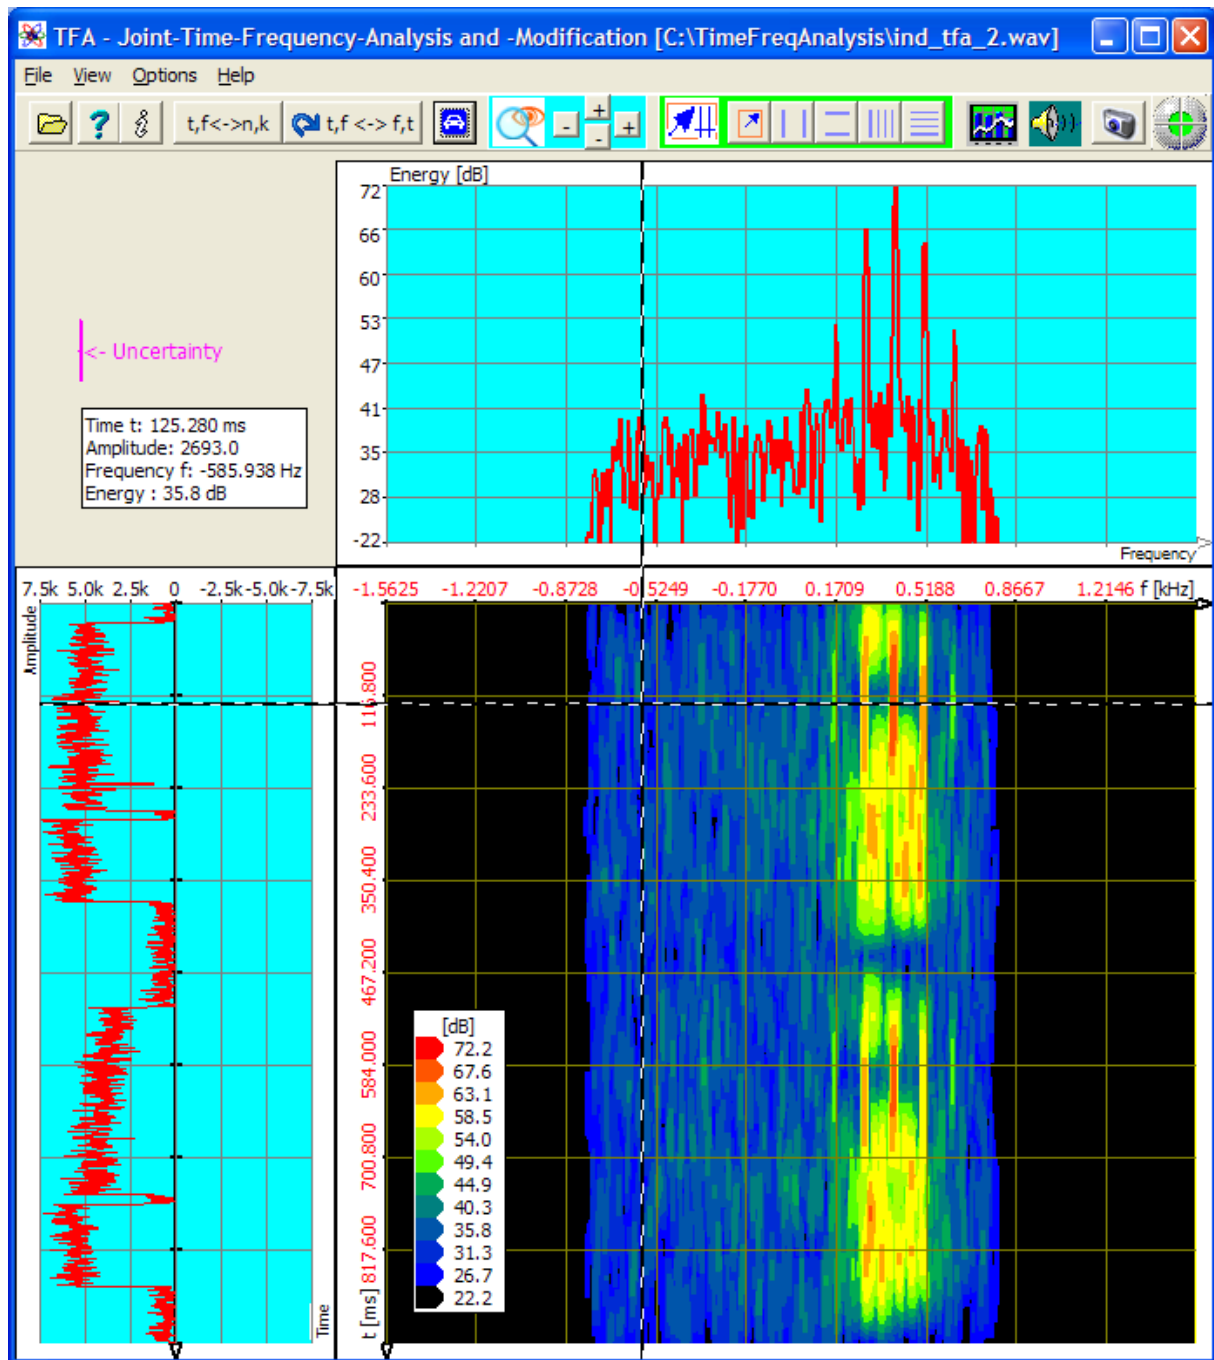 TFA - Joint-Time-Frequency-Analysis and -Modification [C:\TimeFreqAnalysis\ind_tfa_2.wav]
File View Options Help
t,f<->n,k t,f <-> f,t - + - +
Energy [dB]
72
66
60
53
47
41
35
28
-22
Frequency
<- Uncertainty
Time t: 125.280 ms
Amplitude: 2693.0
Frequency f: -585.938 Hz
Energy : 35.8 dB
7.5k 5.0k 2.5k 0 -2.5k -5.0k -7.5k
Amplitude
Time
-1.5625 -1.2207 -0.8728 -0.5249 -0.1770 0.1709 0.5188 0.8667 1.2146 f [kHz]
116.800
233.600
350.400
467.200
584.000
700.800
817.600
t [ms]
[dB]
72.2
67.6
63.1
58.5
54.0
49.4
44.9
40.3
35.8
31.3
26.7
22.2